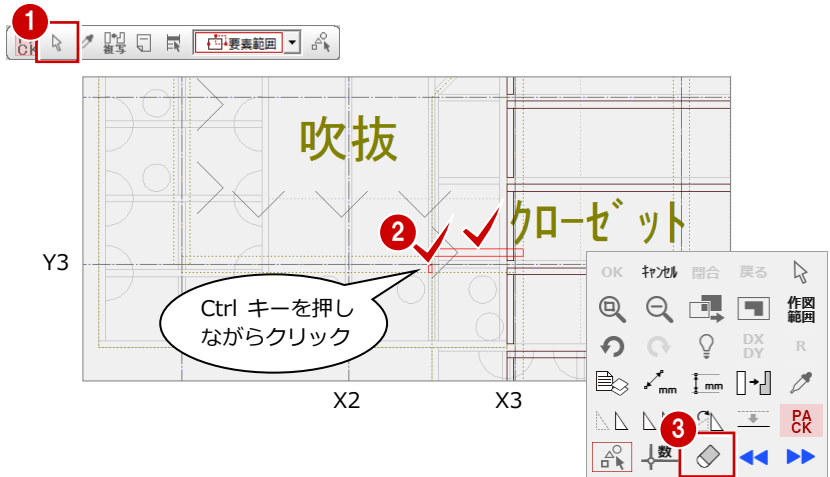 1
CK
複写
要素範囲
吹抜
クローゼット
2
Y3
Ctrl キーを押し
ながらクリック
X2
X3
OK
キャンセル
閉合
戻る
作図
範囲
DX
DY
R
mm
mm
PA
CK
3
数